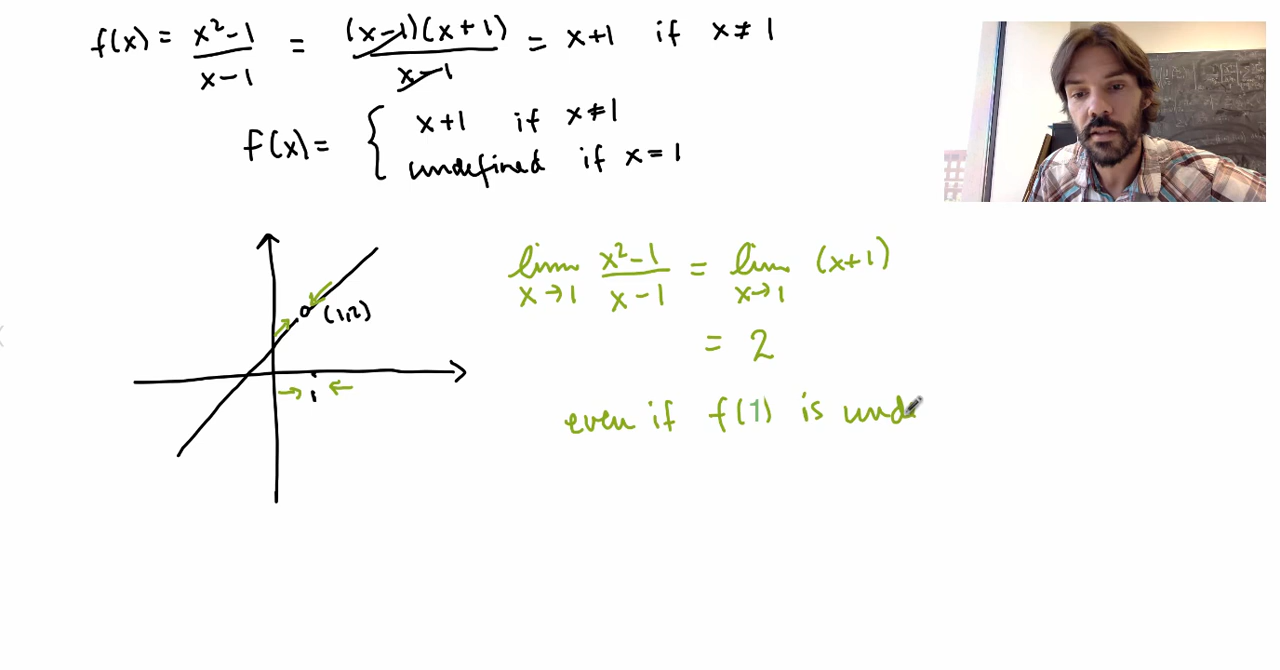 f(x) = x²-1 / x-1 = (x-1)(x+1) / x-1 = x+1 if x≠1
f(x) = { x+1 if x≠1
undefined if x=1
lim x→1 x²-1 / x-1 = lim x→1 (x+1)
(1,2)
= 2
1
even if f(1) is und